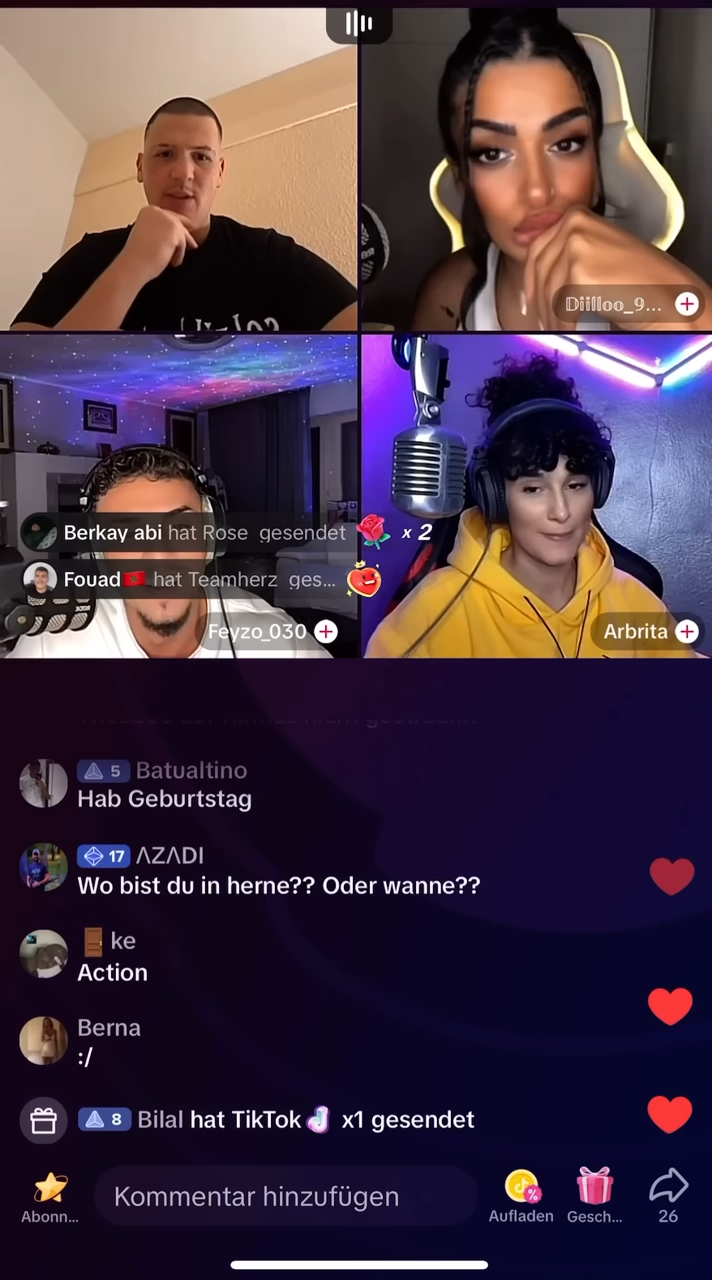 𝔻𝕚𝕚𝕝𝕝𝕠𝕠_𝟡...
Berkay abi hat Rose gesendet x 2
Fouad🇲🇦 hat Teamherz ges...
Feyzo_030
Arbrita
5 Batualtino
Hab Geburtstag
17 ΛZΛDI
Wo bist du in herne?? Oder wanne??
🚪 ke
Action
Berna
:/
8 Bilal hat TikTok x1 gesendet
Abonn...
Kommentar hinzufügen
Aufladen
Gesch...
26